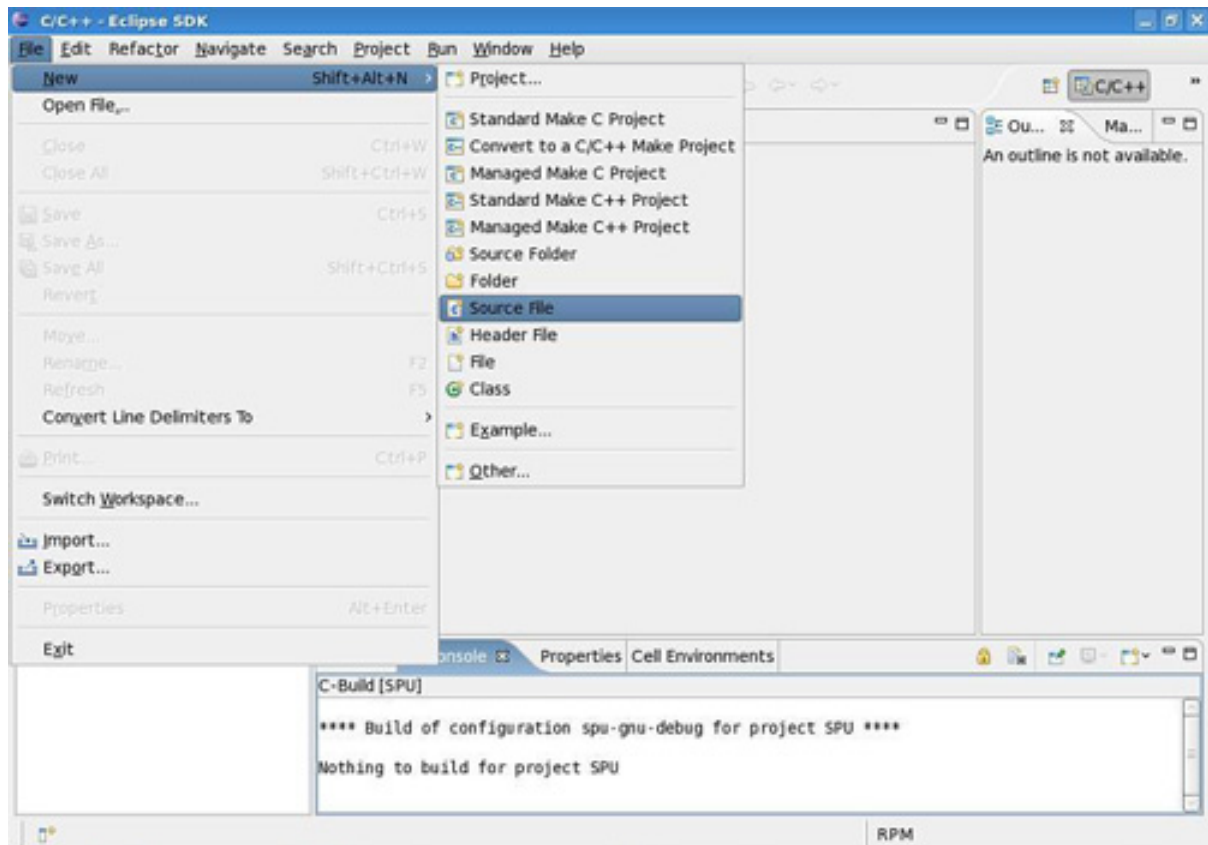 C/C++ - Eclipse SDK
File Edit Refactor Navigate Search Project Run Window Help
New Shift+Alt+N
Open File...
Close Ctrl+W
Close All Shift+Ctrl+W
Save Ctrl+S
Save As...
Save All Shift+Ctrl+S
Revert
Move...
Rename... F2
Refresh F5
Convert Line Delimiters To
Print... Ctrl+P
Switch Workspace...
Import...
Export...
Properties Alt+Enter
Exit
Project...
Standard Make C Project
Convert to a C/C++ Make Project
Managed Make C Project
Standard Make C++ Project
Managed Make C++ Project
Source Folder
Folder
Source File
Header File
File
Class
Example...
Other...
C/C++
Ou... Ma...
An outline is not available.
onsole Properties Cell Environments
C-Build [SPU]
**** Build of configuration spu-gnu-debug for project SPU ****
Nothing to build for project SPU
RPM